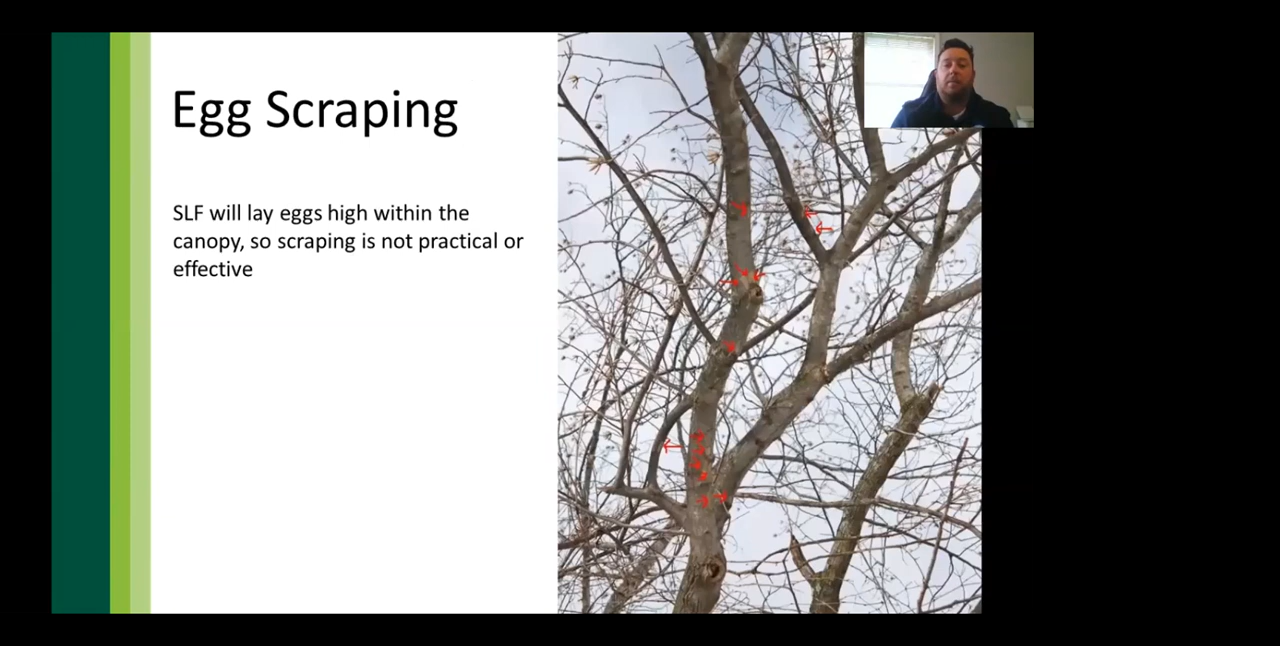 Egg Scraping
SLF will lay eggs high within the
canopy, so scraping is not practical or
effective